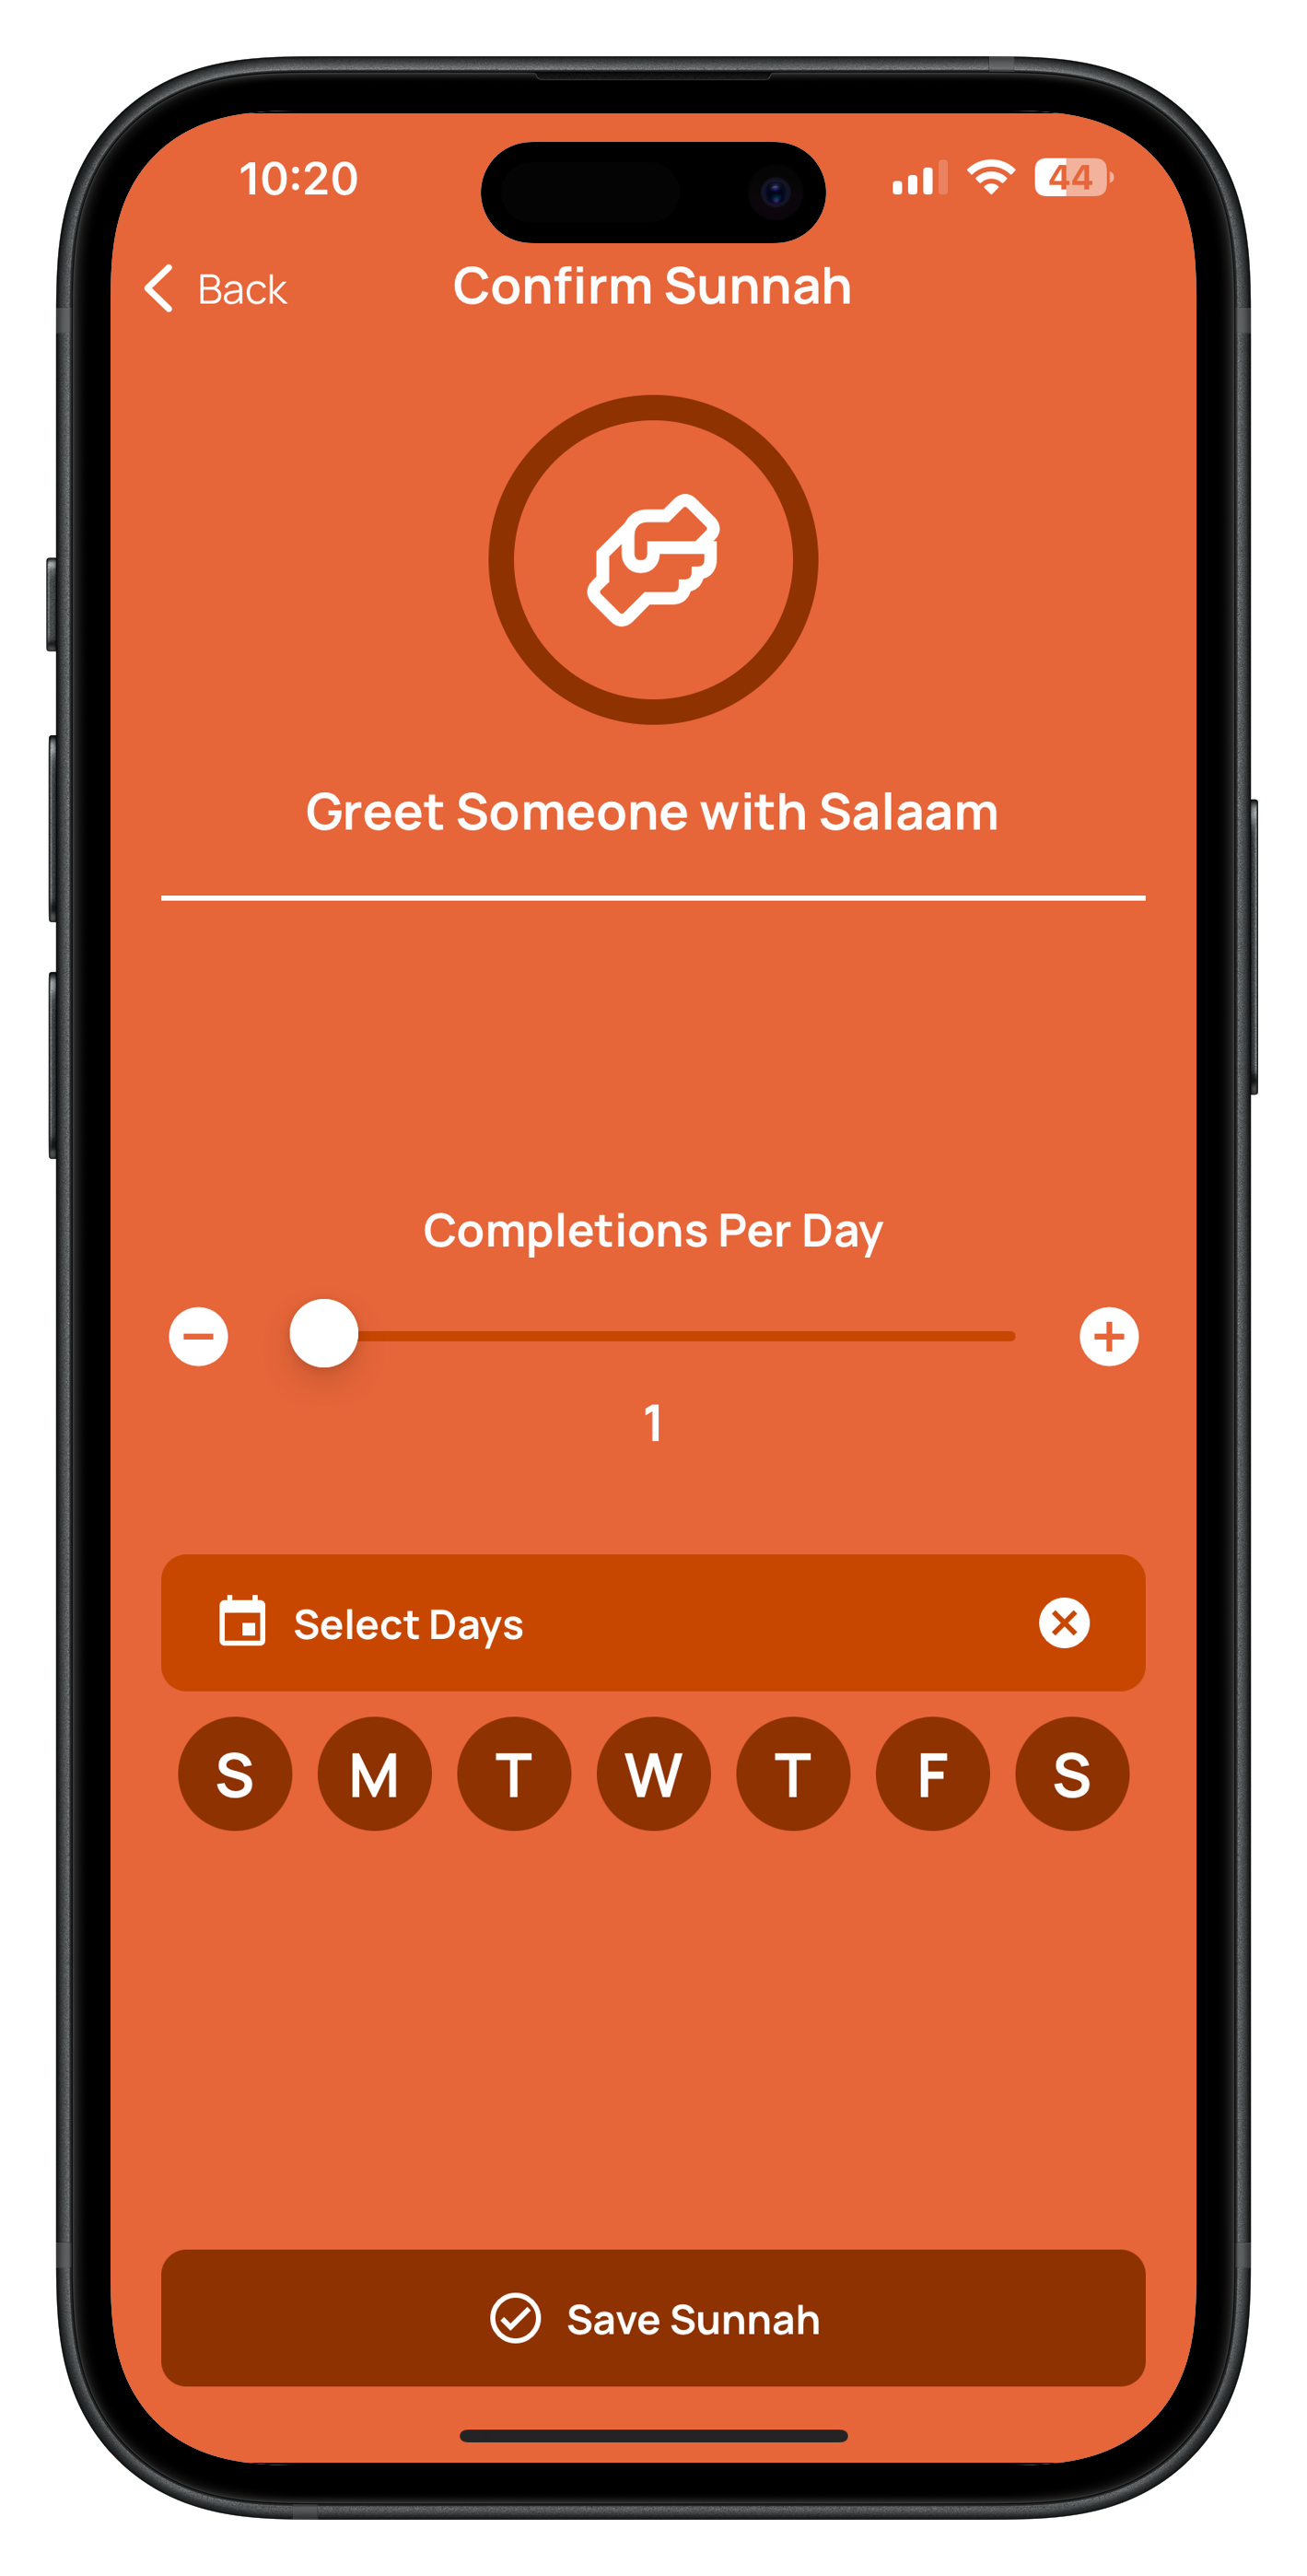 10:20
44
Back
Confirm Sunnah
Greet Someone with Salaam
Completions Per Day
1
Select Days
S M T W T F S
Save Sunnah